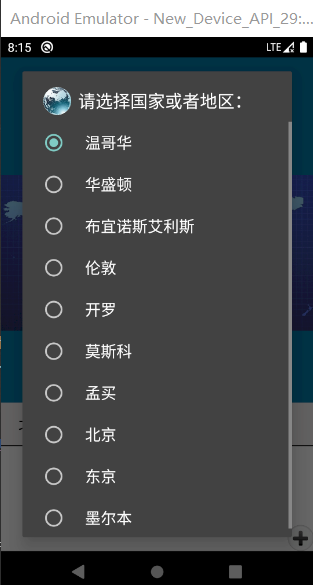 Android Emulator - New_Device_API_29:...
8:15
LTE
请选择国家或者地区：
温哥华
华盛顿
布宜诺斯艾利斯
伦敦
开罗
莫斯科
孟买
北京
东京
墨尔本